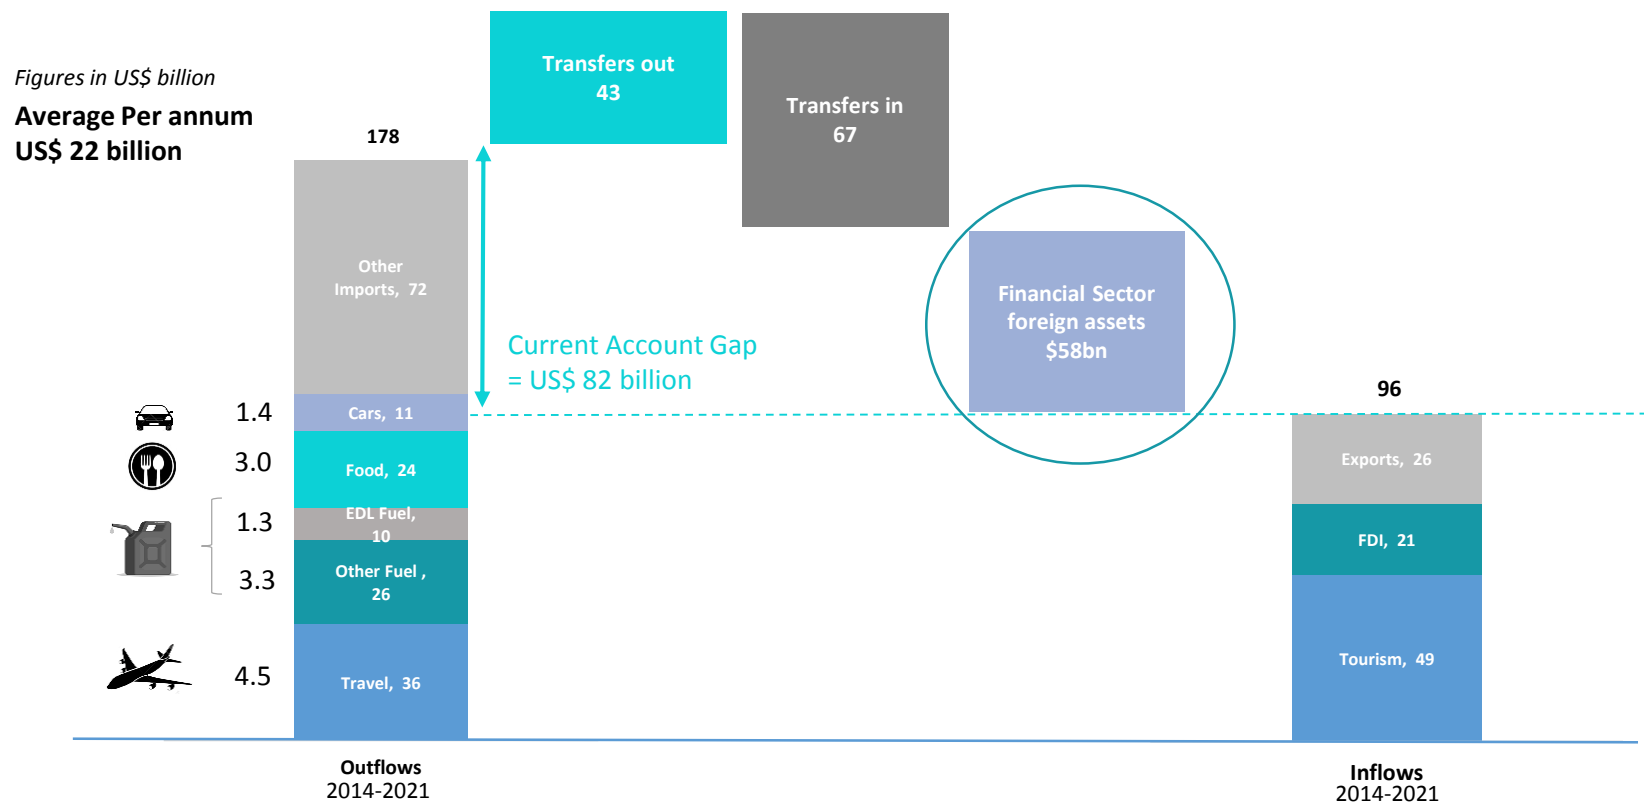 Figures in US$ billion
Average Per annum
US$ 22 billion
178
Transfers out
43
Transfers in
67
Other
Imports, 72
Financial Sector
foreign assets
$58bn
Current Account Gap
= US$ 82 billion
96
1.4
Cars, 11
3.0
Food, 24
Exports, 26
1.3
EDL Fuel,
10
FDI, 21
3.3
Other Fuel ,
26
4.5
Travel, 36
Tourism, 49
Outflows
2014-2021
Inflows
2014-2021